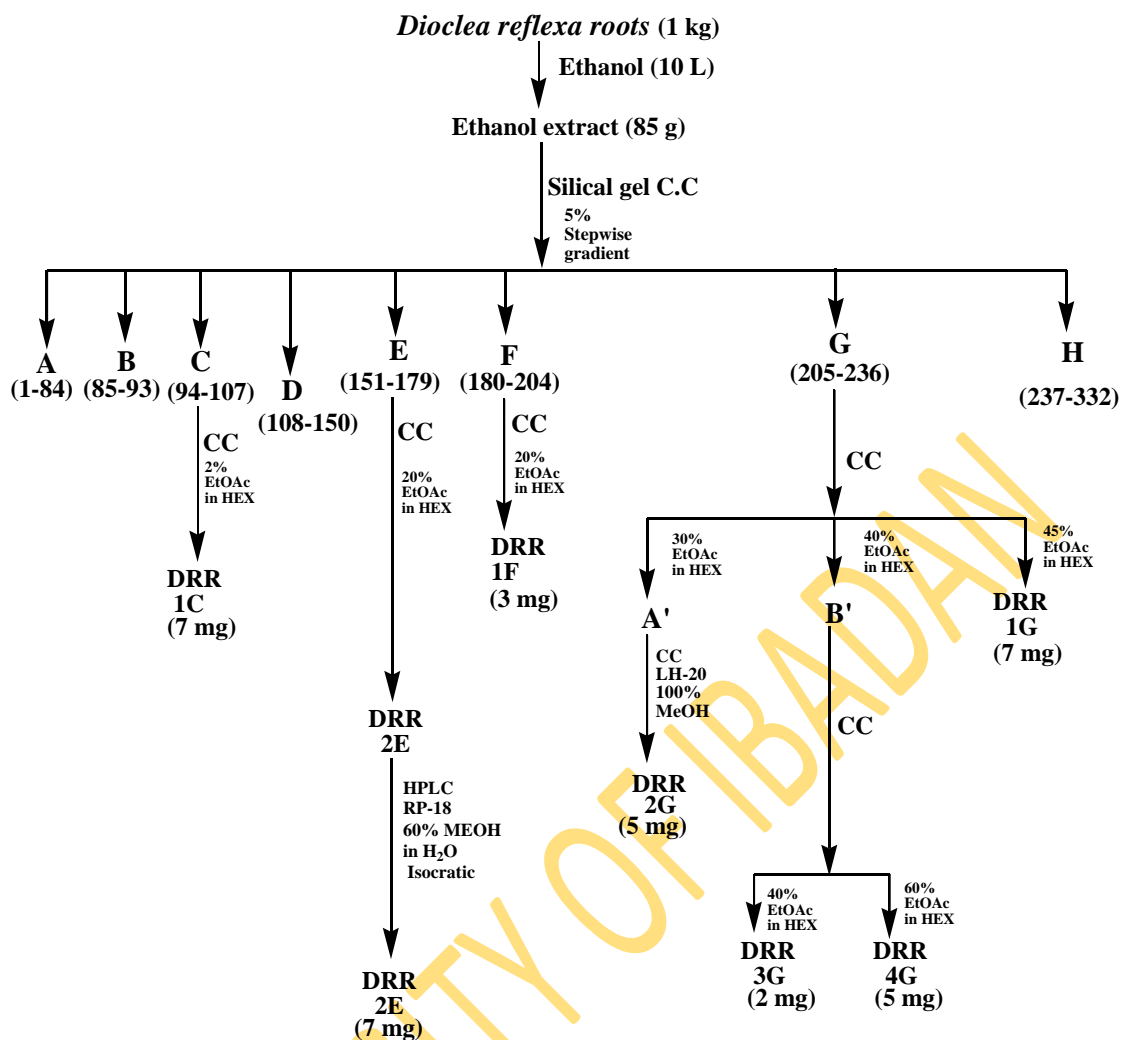 Dioclea reflexa roots (1 kg)
Ethanol (10 L)
Ethanol extract (85 g)
Silical gel C.C
5%
Stepwise
gradient
A
(1-84)
B
(85-93)
C
(94-107)
D
(108-150)
E
(151-179)
F
(180-204)
G
(205-236)
H
(237-332)
CC
2%
EtOAc
in HEX
DRR
1C
(7 mg)
CC
20%
EtOAc
in HEX
DRR
2E
HPLC
RP-18
60% MEOH
in H₂O
Isocratic
DRR
2E
(7 mg)
CC
20%
EtOAc
in HEX
DRR
1F
(3 mg)
CC
30%
EtOAc
in HEX
A'
CC
LH-20
100%
MeOH
DRR
2G
(5 mg)
40%
EtOAc
in HEX
B'
CC
40%
EtOAc
in HEX
DRR
3G
(2 mg)
60%
EtOAc
in HEX
DRR
4G
(5 mg)
45%
EtOAc
in HEX
DRR
1G
(7 mg)
ITY OF IBADAN